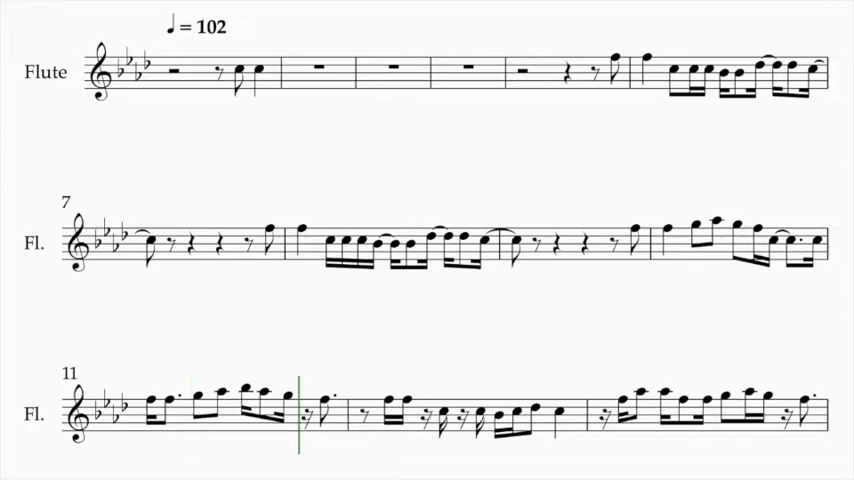 ♩ = 102
Flute
7
Fl.
11
Fl.